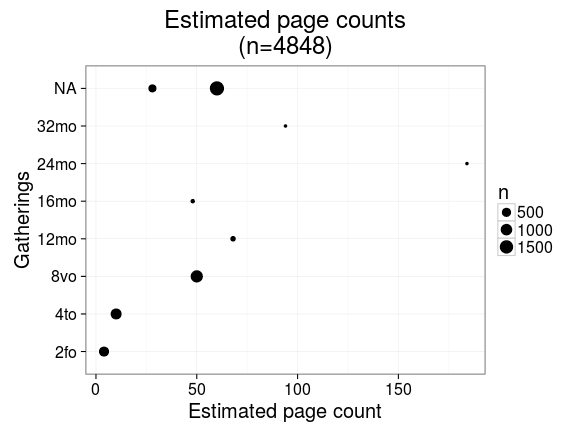 Estimated page counts
(n=4848)
Gatherings
NA
32mo
24mo
16mo
12mo
8vo
4to
2fo
0 50 100 150
Estimated page count
n
500
1000
1500